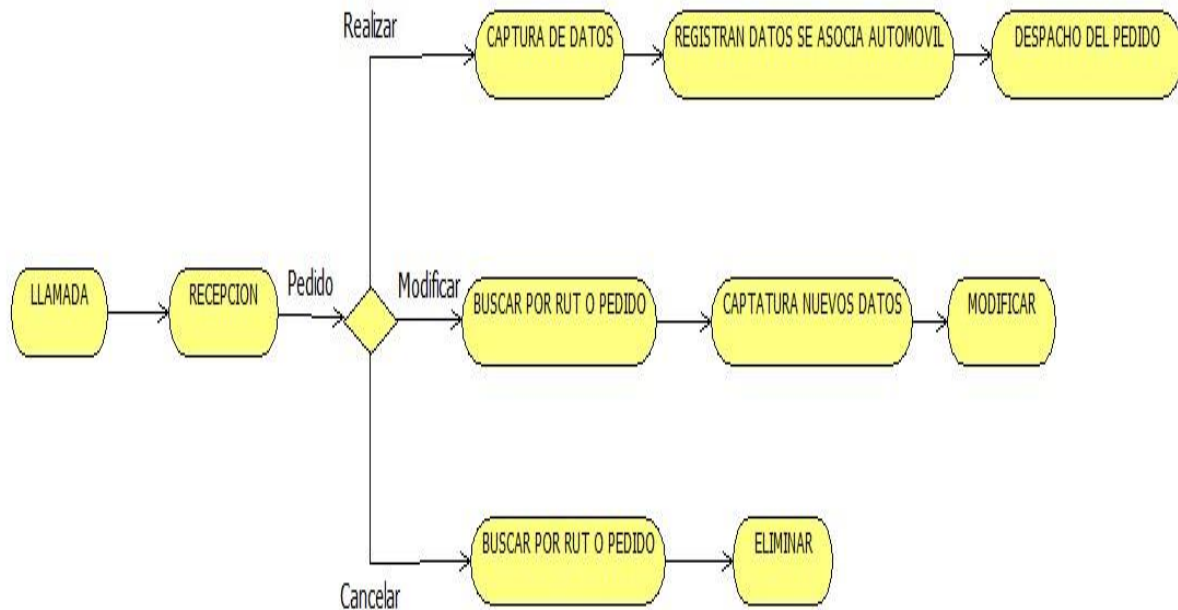 Realizar
CAPTURA DE DATOS
REGISTRAN DATOS SE ASOCIA AUTOMOVIL
DESPACHO DEL PEDIDO
LLAMADA
RECEPCION
Pedido
Modificar
BUSCAR POR RUT O PEDIDO
CAPTATURA NUEVOS DATOS
MODIFICAR
BUSCAR POR RUT O PEDIDO
ELIMINAR
Cancelar